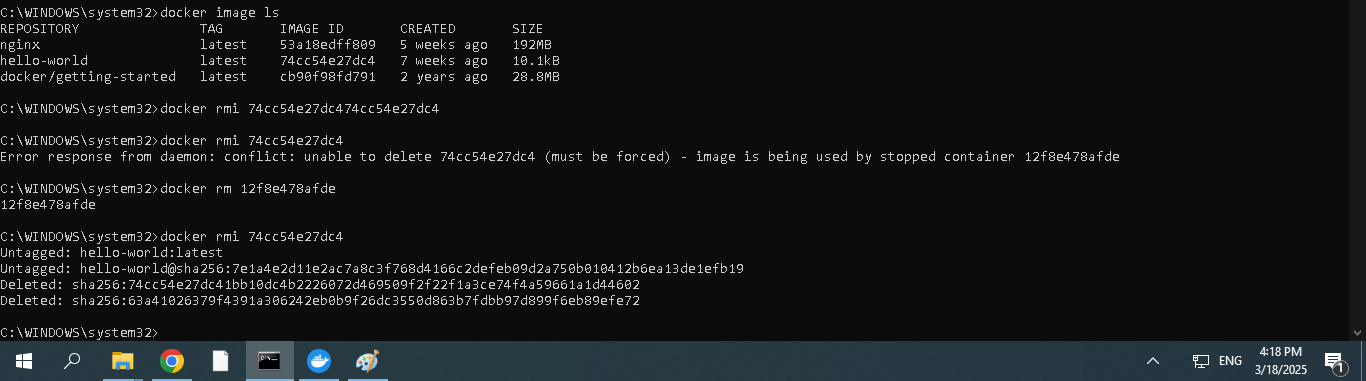 C:\WINDOWS\system32>docker image ls
REPOSITORY TAG IMAGE ID CREATED SIZE
nginx latest 53a18edff809 5 weeks ago 192MB
hello-world latest 74cc54e27dc4 7 weeks ago 10.1kB
docker/getting-started latest cb90f98fd791 2 years ago 28.8MB
C:\WINDOWS\system32>docker rmi 74cc54e27dc474cc54e27dc4
C:\WINDOWS\system32>docker rmi 74cc54e27dc4
Error response from daemon: conflict: unable to delete 74cc54e27dc4 (must be forced) - image is being used by stopped container 12f8e478afde
C:\WINDOWS\system32>docker rm 12f8e478afde
12f8e478afde
C:\WINDOWS\system32>docker rmi 74cc54e27dc4
Untagged: hello-world:latest
Untagged: hello-world@sha256:7e1a4e2d11e2ac7a8c3f768d4166c2defeb09d2a750b010412b6ea13de1efb19
Deleted: sha256:74cc54e27dc41bb10dc4b2226072d469509f2f22f1a3ce74f4a59661a1d44602
Deleted: sha256:63a41026379f4391a306242eb0b9f26dc3550d863b7fdbb97d899f6eb89efe72
C:\WINDOWS\system32>
ENG
4:18 PM
3/18/2025
1